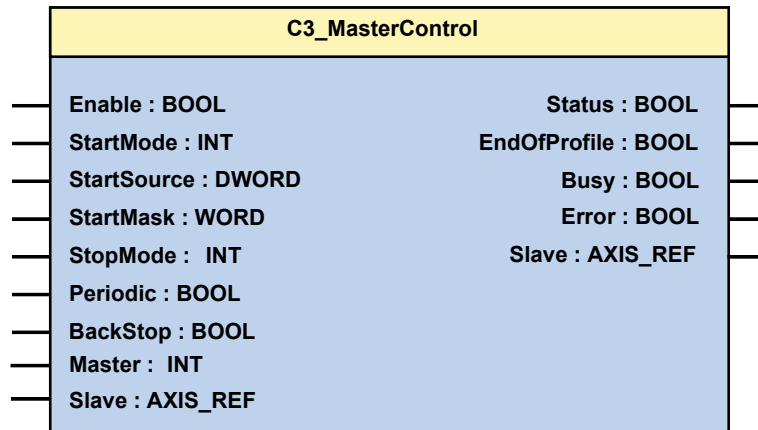 C3_MasterControl
Enable : BOOL
Status : BOOL
StartMode : INT
EndOfProfile : BOOL
StartSource : DWORD
Busy : BOOL
StartMask : WORD
Error : BOOL
StopMode :  INT
Slave : AXIS_REF
Periodic : BOOL
BackStop : BOOL
Master :  INT
Slave : AXIS_REF